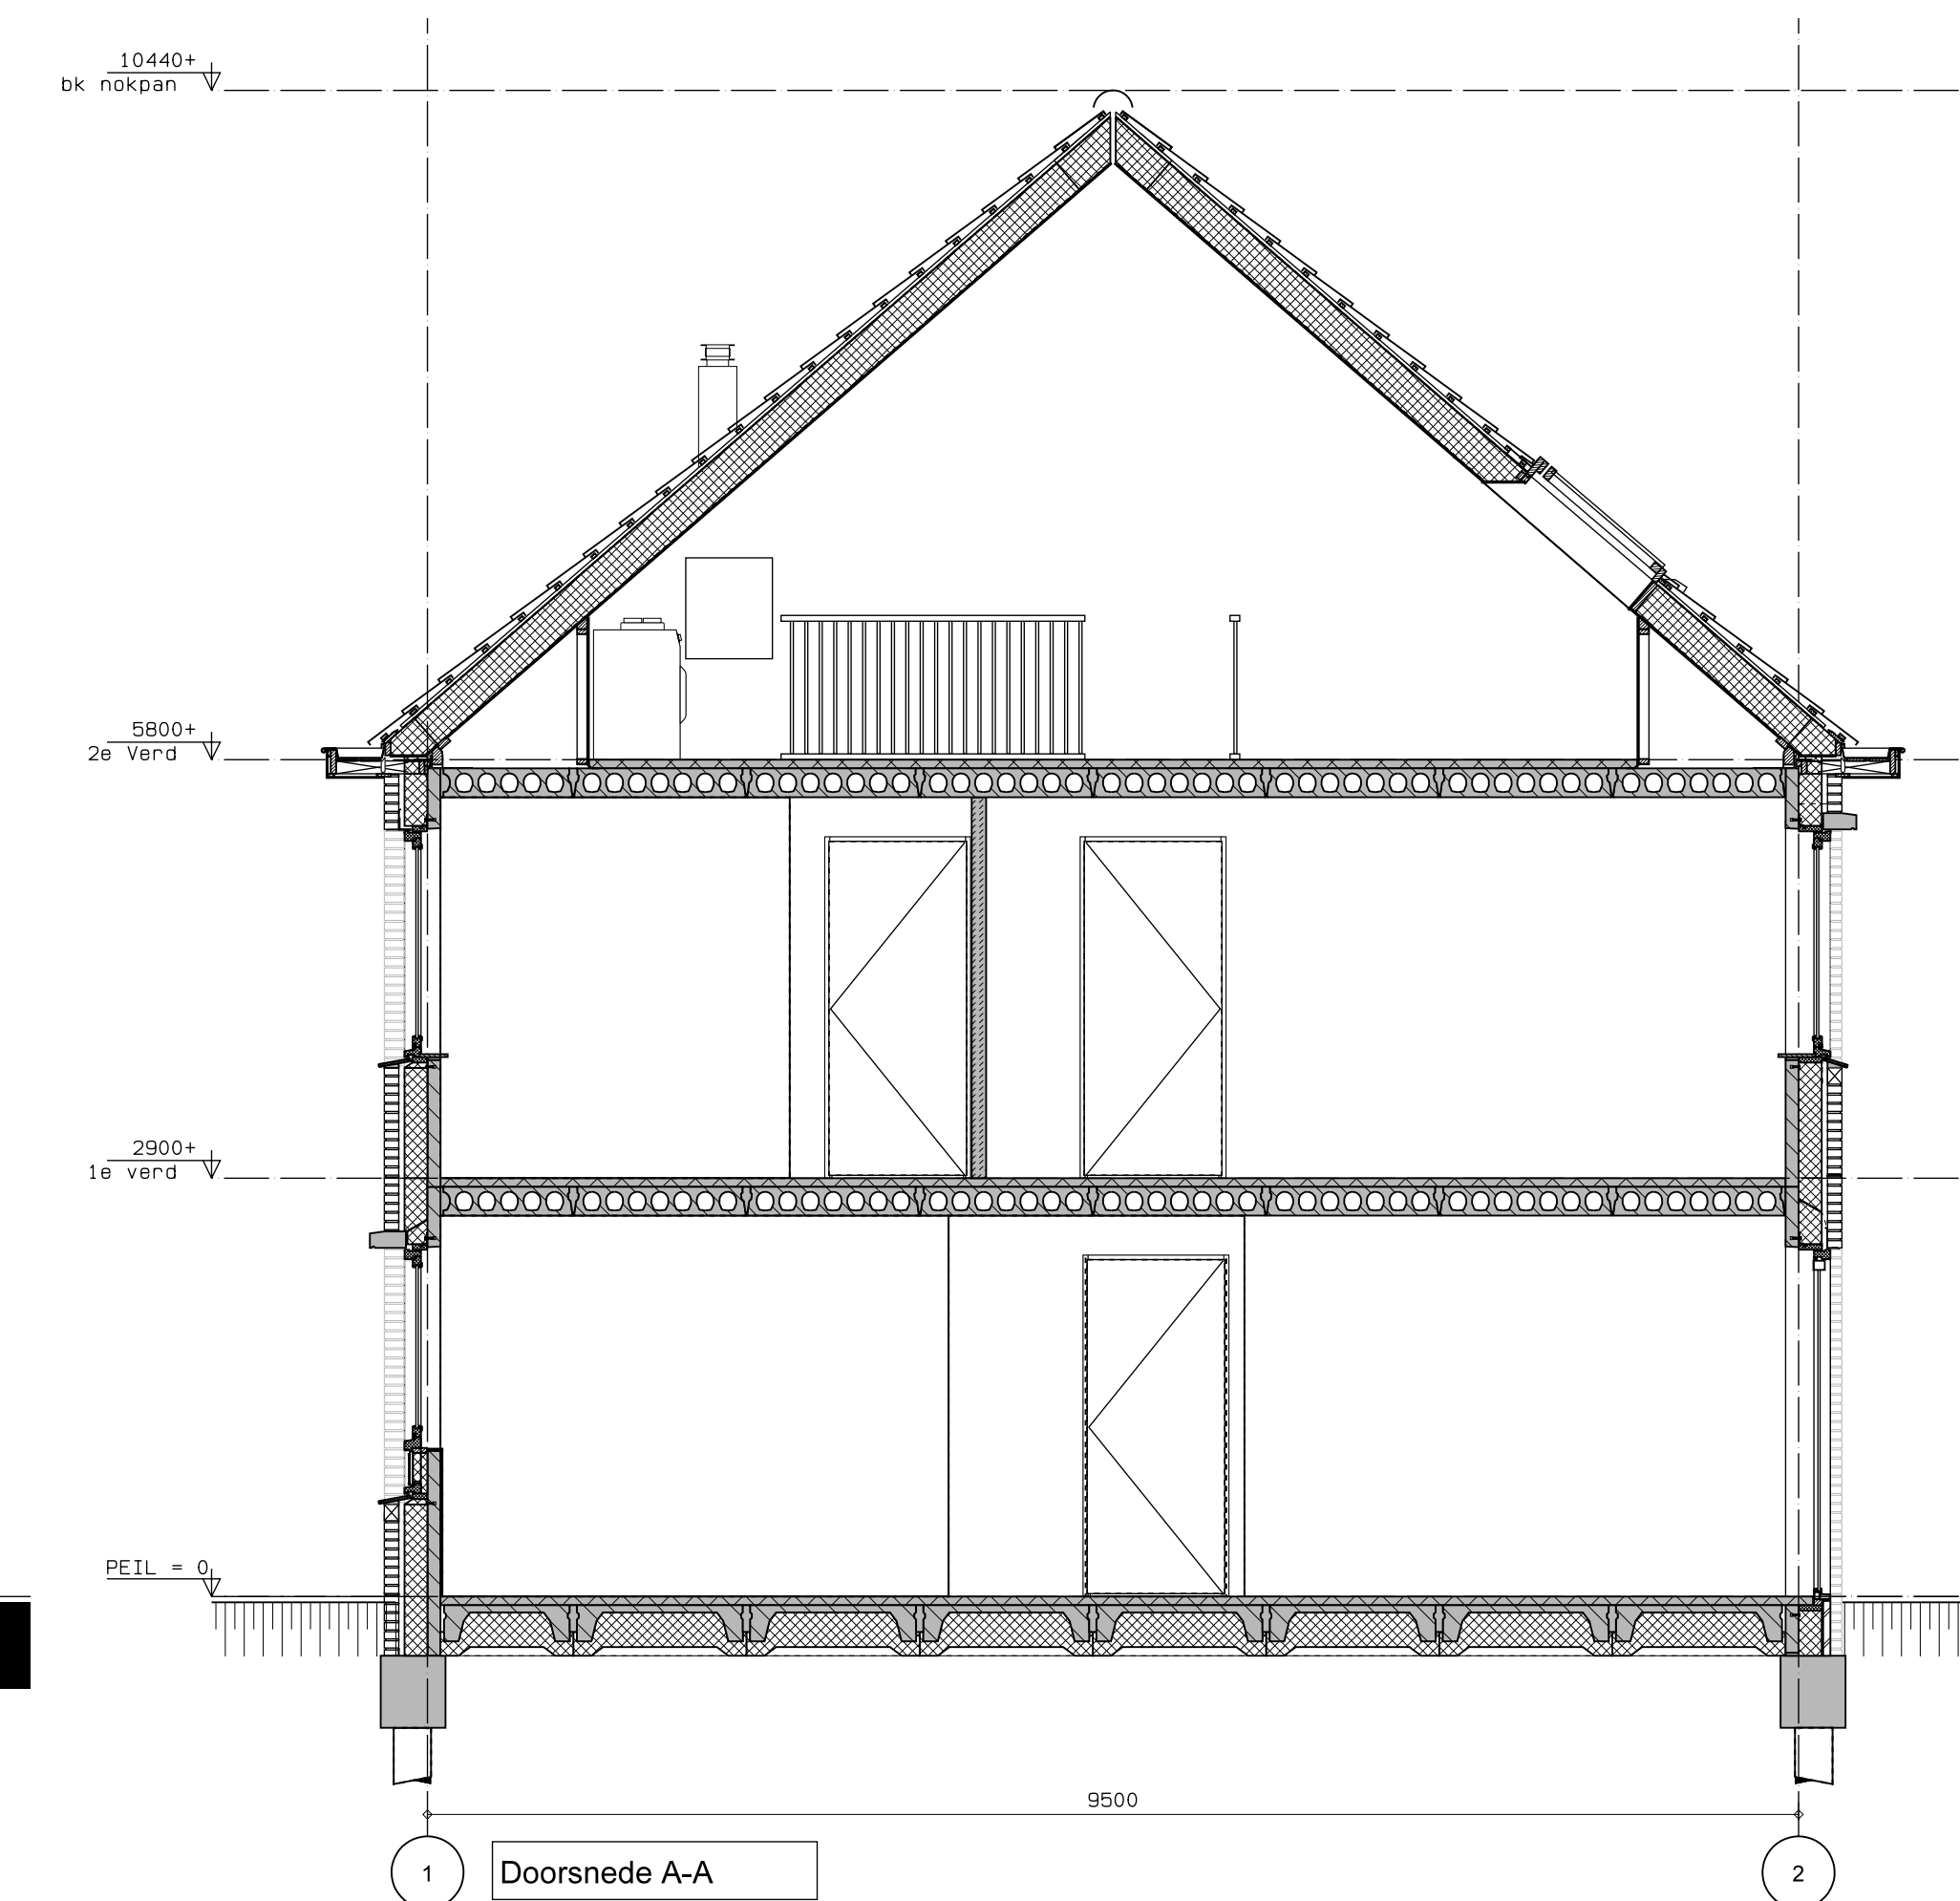 10440+
bk nokpan
5800+
2e Verd
2900+
1e verd
PEIL = 0
9500
1
Doorsnede A-A
2